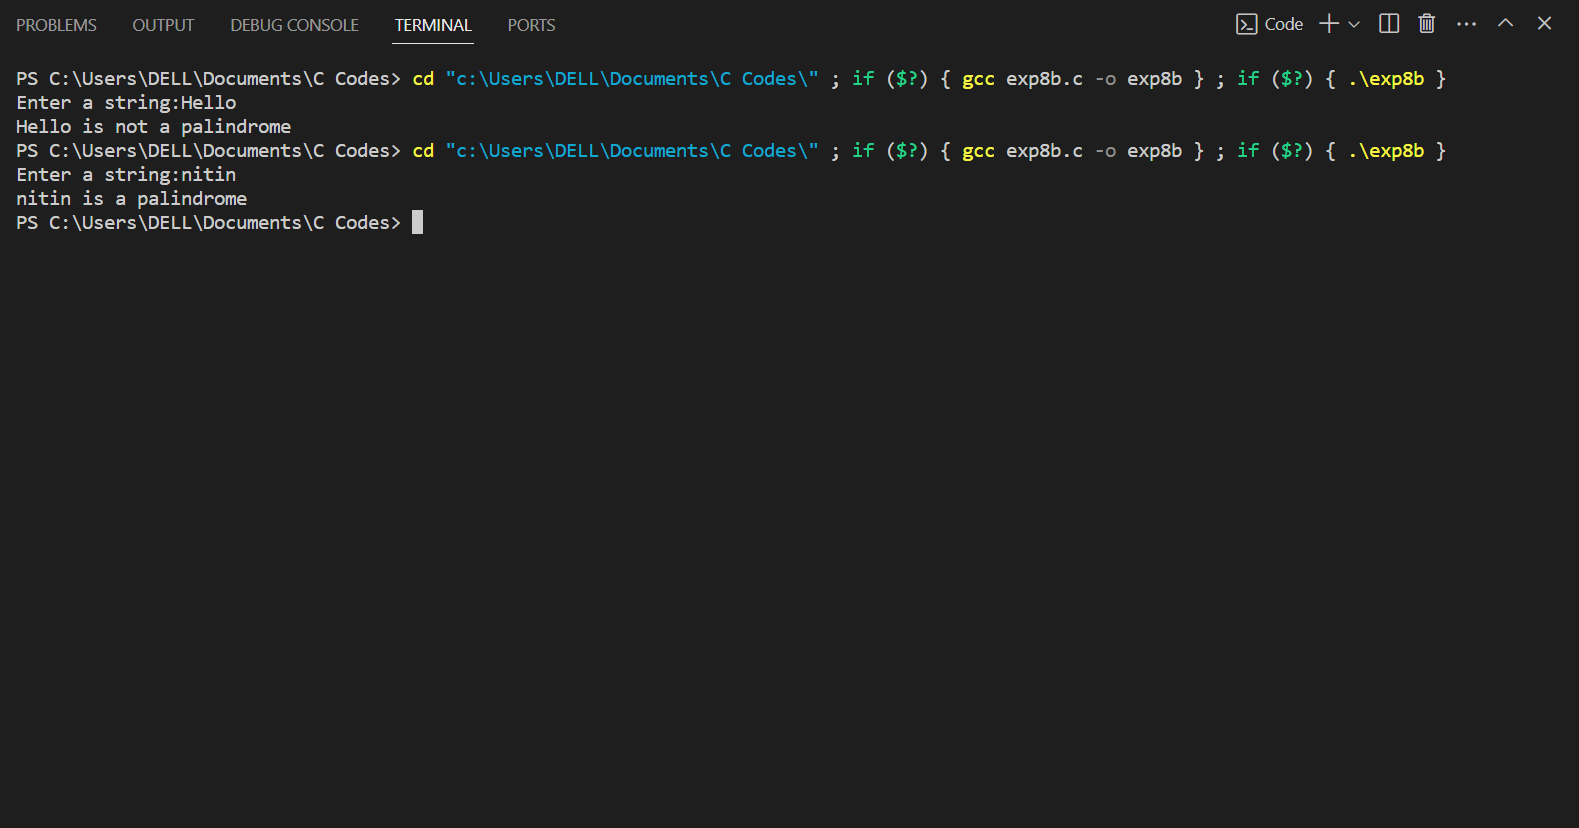 PROBLEMS OUTPUT DEBUG CONSOLE TERMINAL PORTS Code
PS C:\Users\DELL\Documents\C Codes> cd "c:\Users\DELL\Documents\C Codes\" ; if ($?) { gcc exp8b.c -o exp8b } ; if ($?) { .\exp8b }
Enter a string:Hello
Hello is not a palindrome
PS C:\Users\DELL\Documents\C Codes> cd "c:\Users\DELL\Documents\C Codes\" ; if ($?) { gcc exp8b.c -o exp8b } ; if ($?) { .\exp8b }
Enter a string:nitin
nitin is a palindrome
PS C:\Users\DELL\Documents\C Codes>